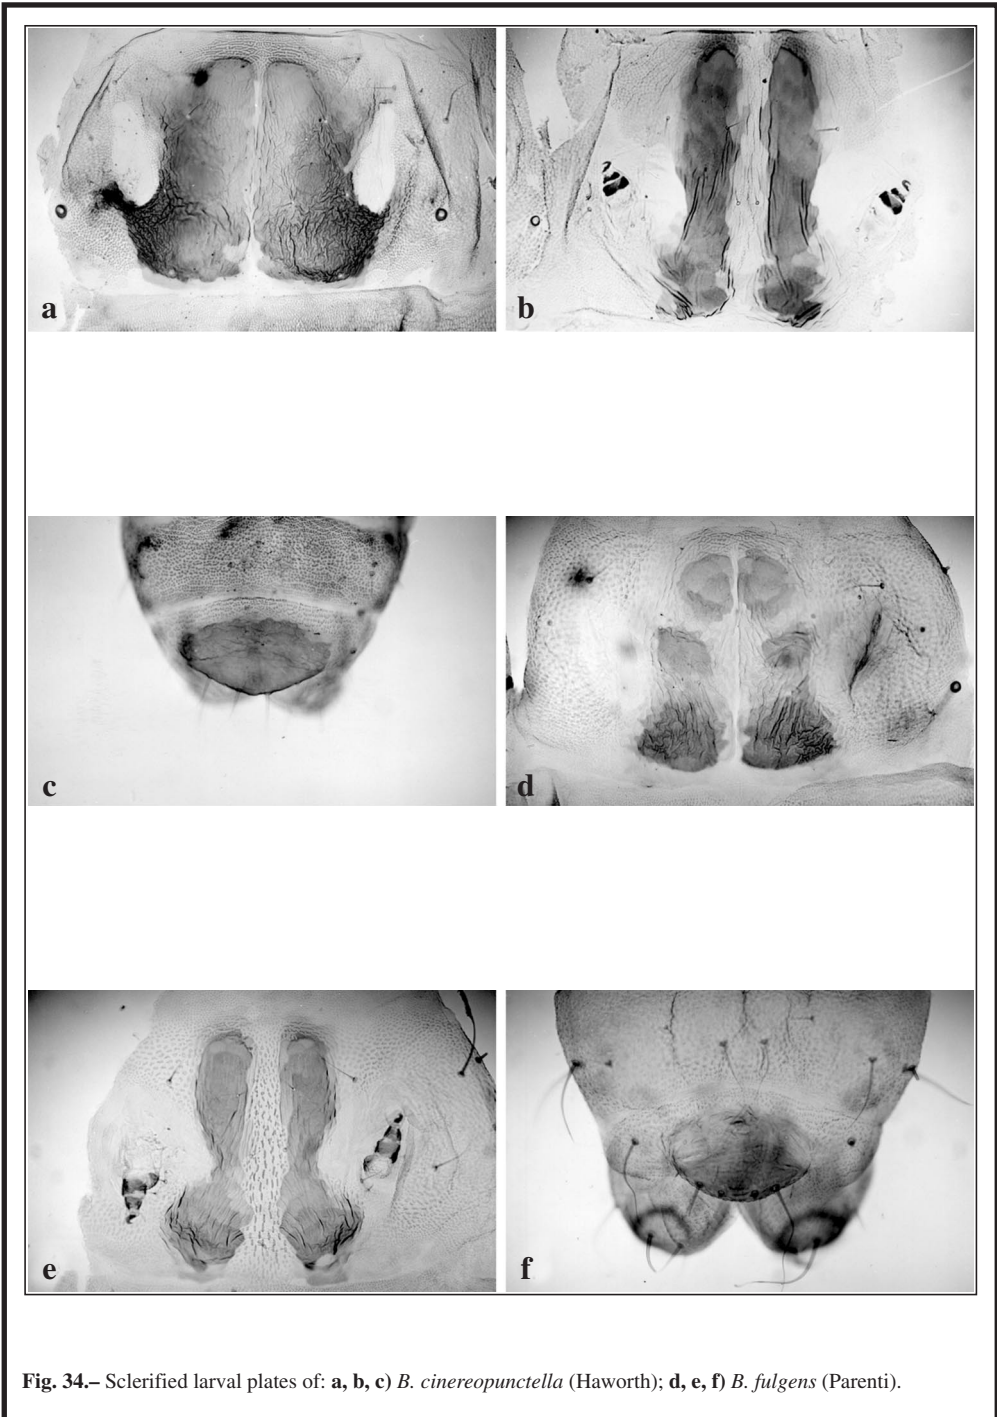 a
b
c
d
e
f
Fig. 34.– Sclerified larval plates of: a, b, c) B. cinereopunctella (Haworth); d, e, f) B. fulgens (Parenti).